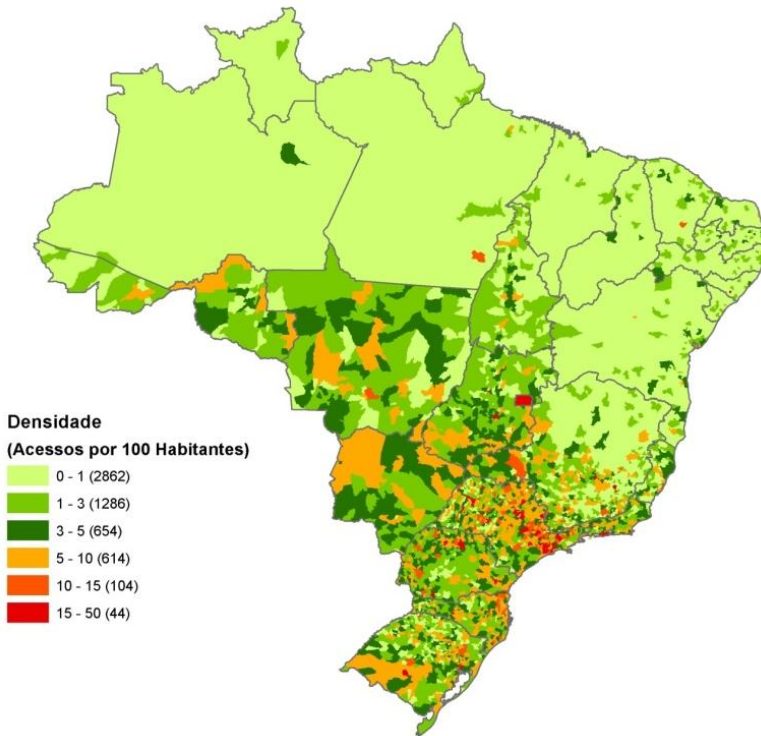 Densidade
(Acessos por 100 Habitantes)
0 - 1 (2862)
1 - 3 (1286)
3 - 5 (654)
5 - 10 (614)
10 - 15 (104)
15 - 50 (44)